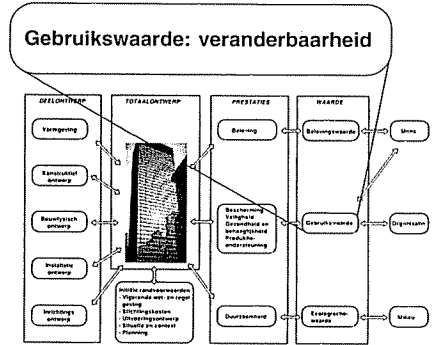 Gebruikswaarde: veranderbaarheid
DEELONTWERP
TOTAALONTWERP
PRESTATIES
WAARDE
Vormgeving
Konstruktief
ontwerp
Bouwfysisch
ontwerp
Installatie
ontwerp
Inrichtings
ontwerp
Initiële randvoorwaarden
- Vigerende wet- en regel
geving
- Stichtingskosten
- Uitvoeringsontwerp
- Situatie en context
- Planning
Beleving
Bescherming
Veiligheid
Gezondheid en
behaaglijkheid
Produktie-
ondersteuning
Duurzaamheid
Belevingswaarde
Gebruikswaarde
Ecologische-
waarde
Mens
Organisatie
Milieu